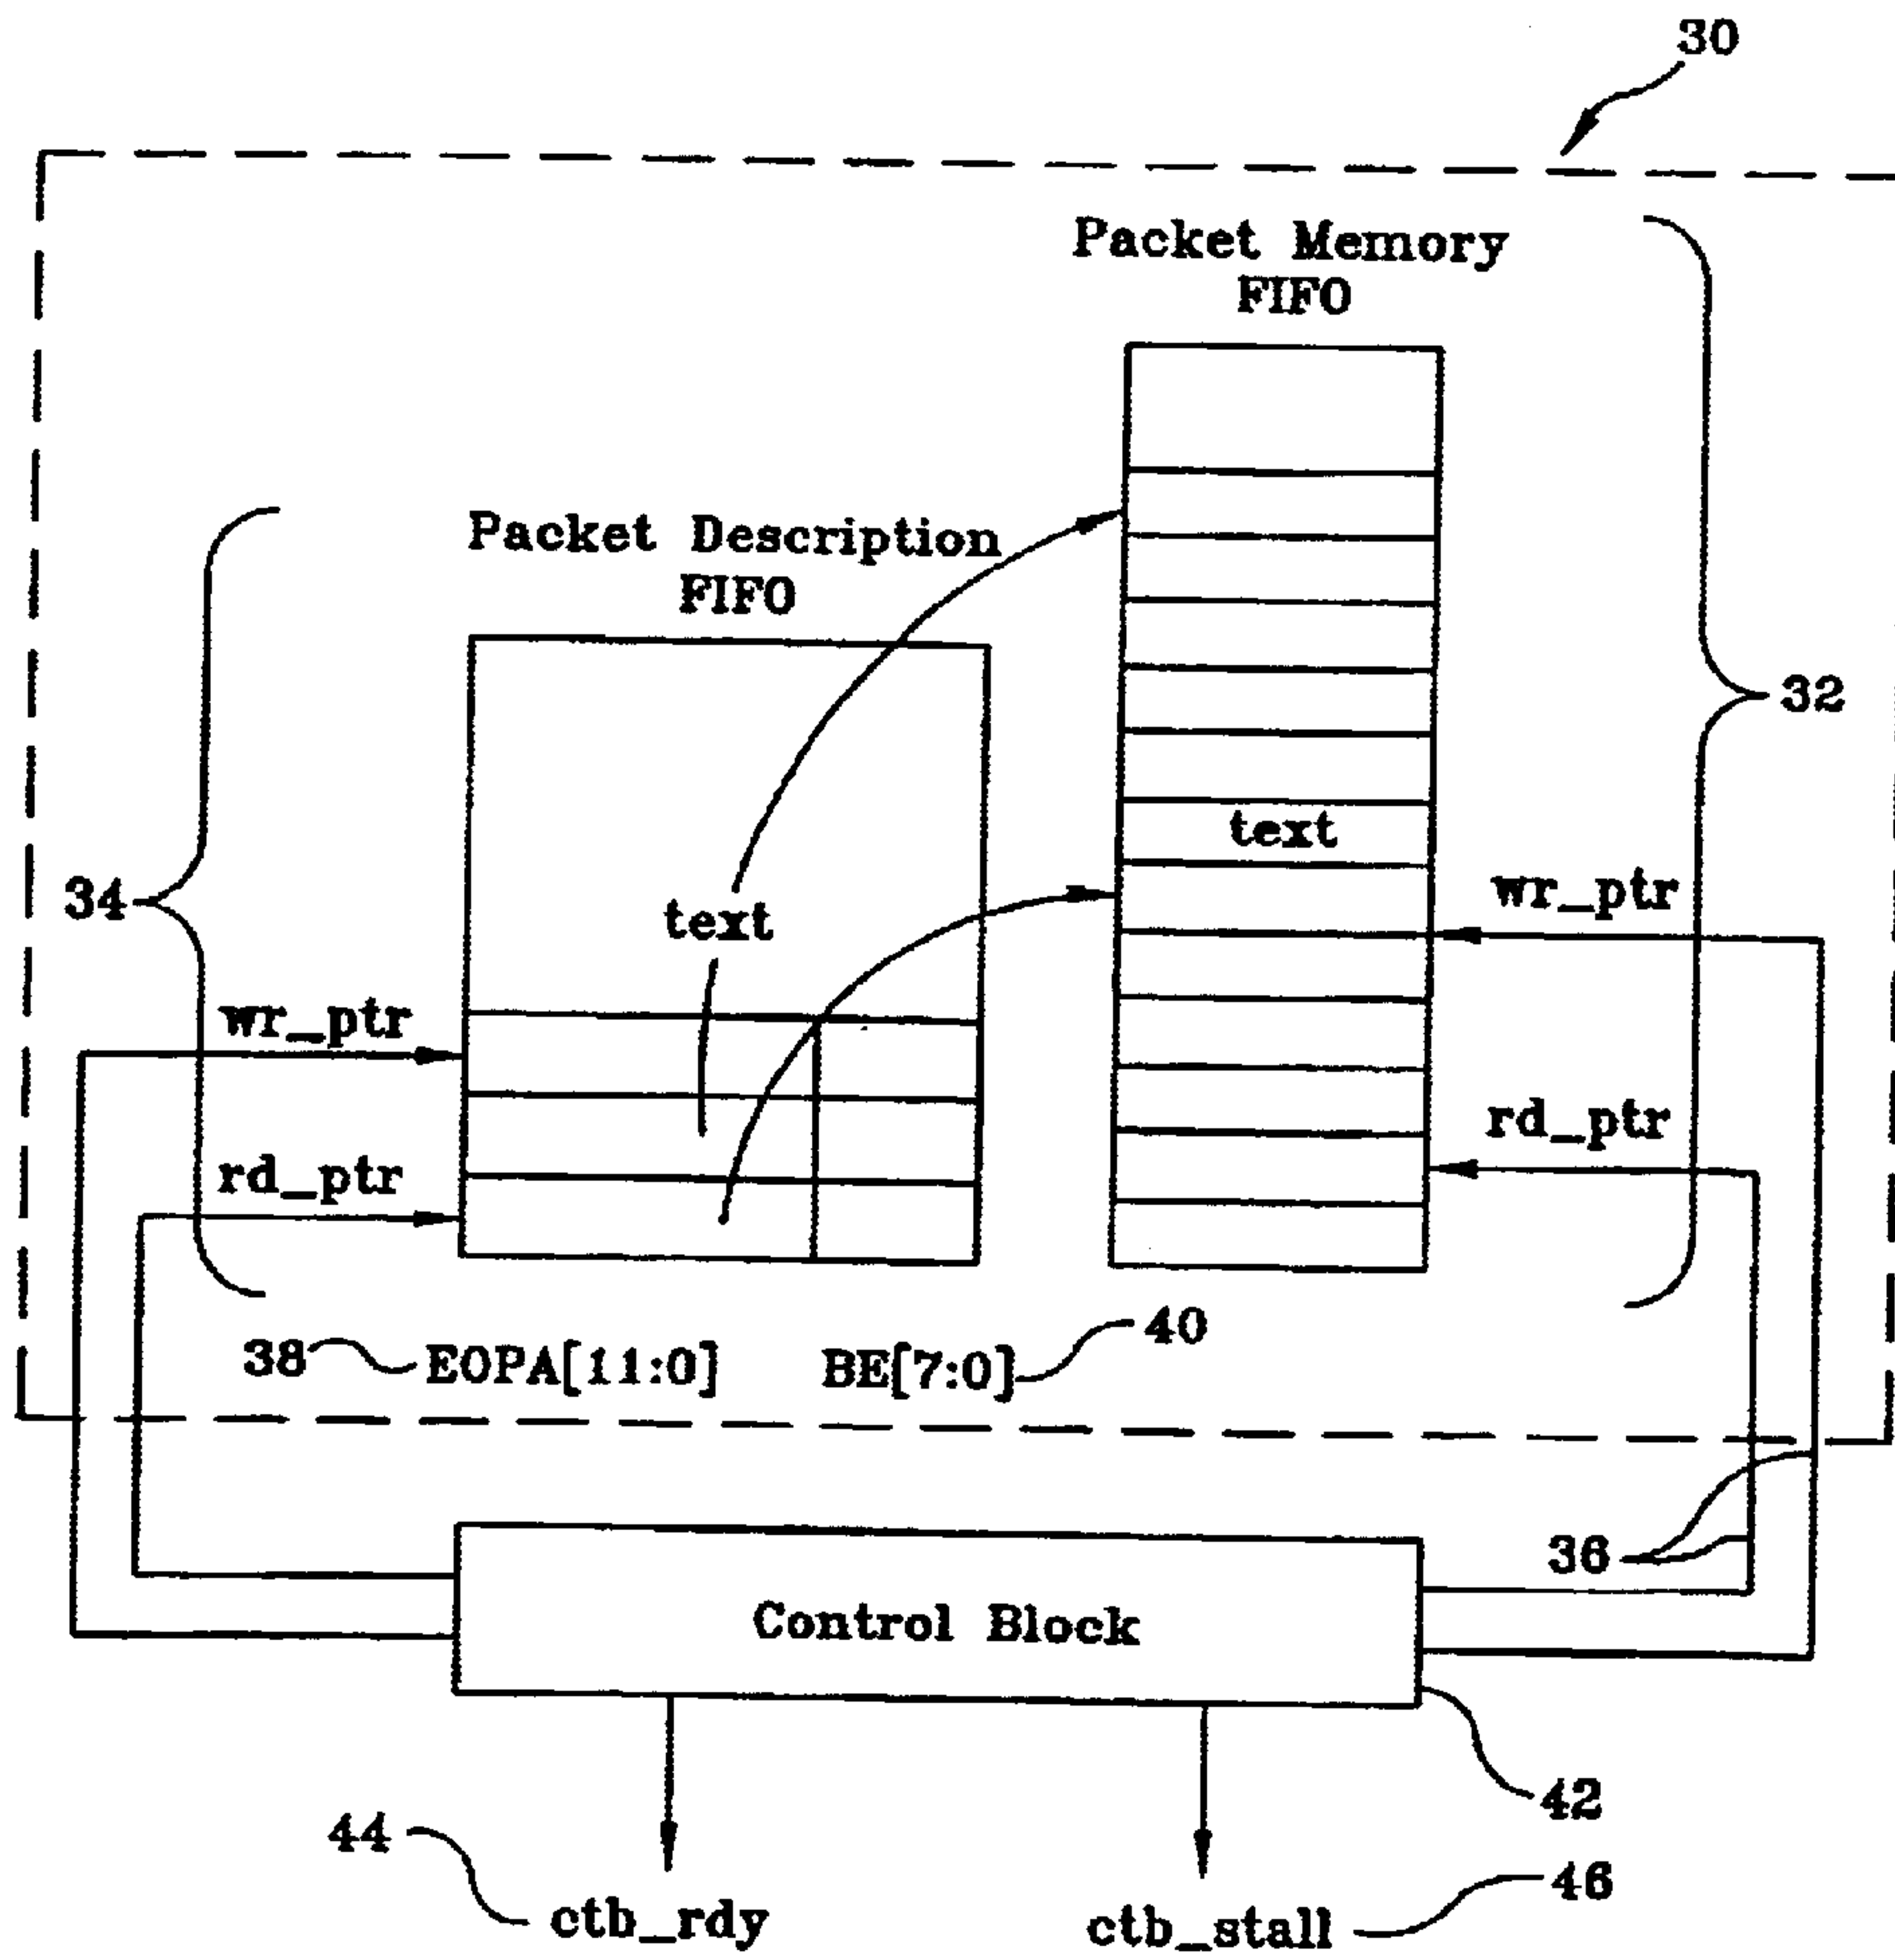 30
Packet Memory
FIFO
Packet Description
FIFO
32
text
34
text
wr_ptr
wr_ptr
rd_ptr
rd_ptr
38
EOPA[11:0]
BE[7:0]
40
36
Control Block
42
44
ctb_rdy
ctb_stall
46